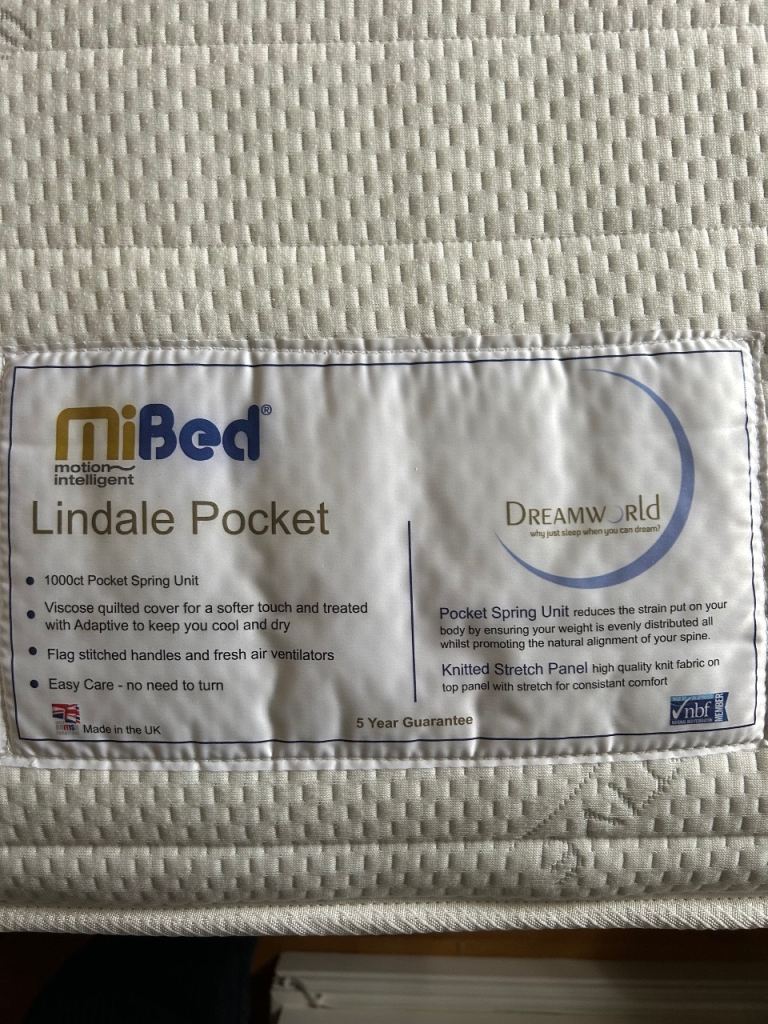 miBed®
motion
intelligent
Lindale Pocket
1000ct Pocket Spring Unit
Viscose quilted cover for a softer touch and treated
with Adaptive to keep you cool and dry
Flag stitched handles and fresh air ventilators
Easy Care - no need to turn
Made in the UK
5 Year Guarantee
DREAMWORld
why just sleep when you can dream?
Pocket Spring Unit reduces the strain put on your
body by ensuring your weight is evenly distributed all
whilst promoting the natural alignment of your spine.
Knitted Stretch Panel high quality knit fabric on
top panel with stretch for consistant comfort
nbf
MEMBER